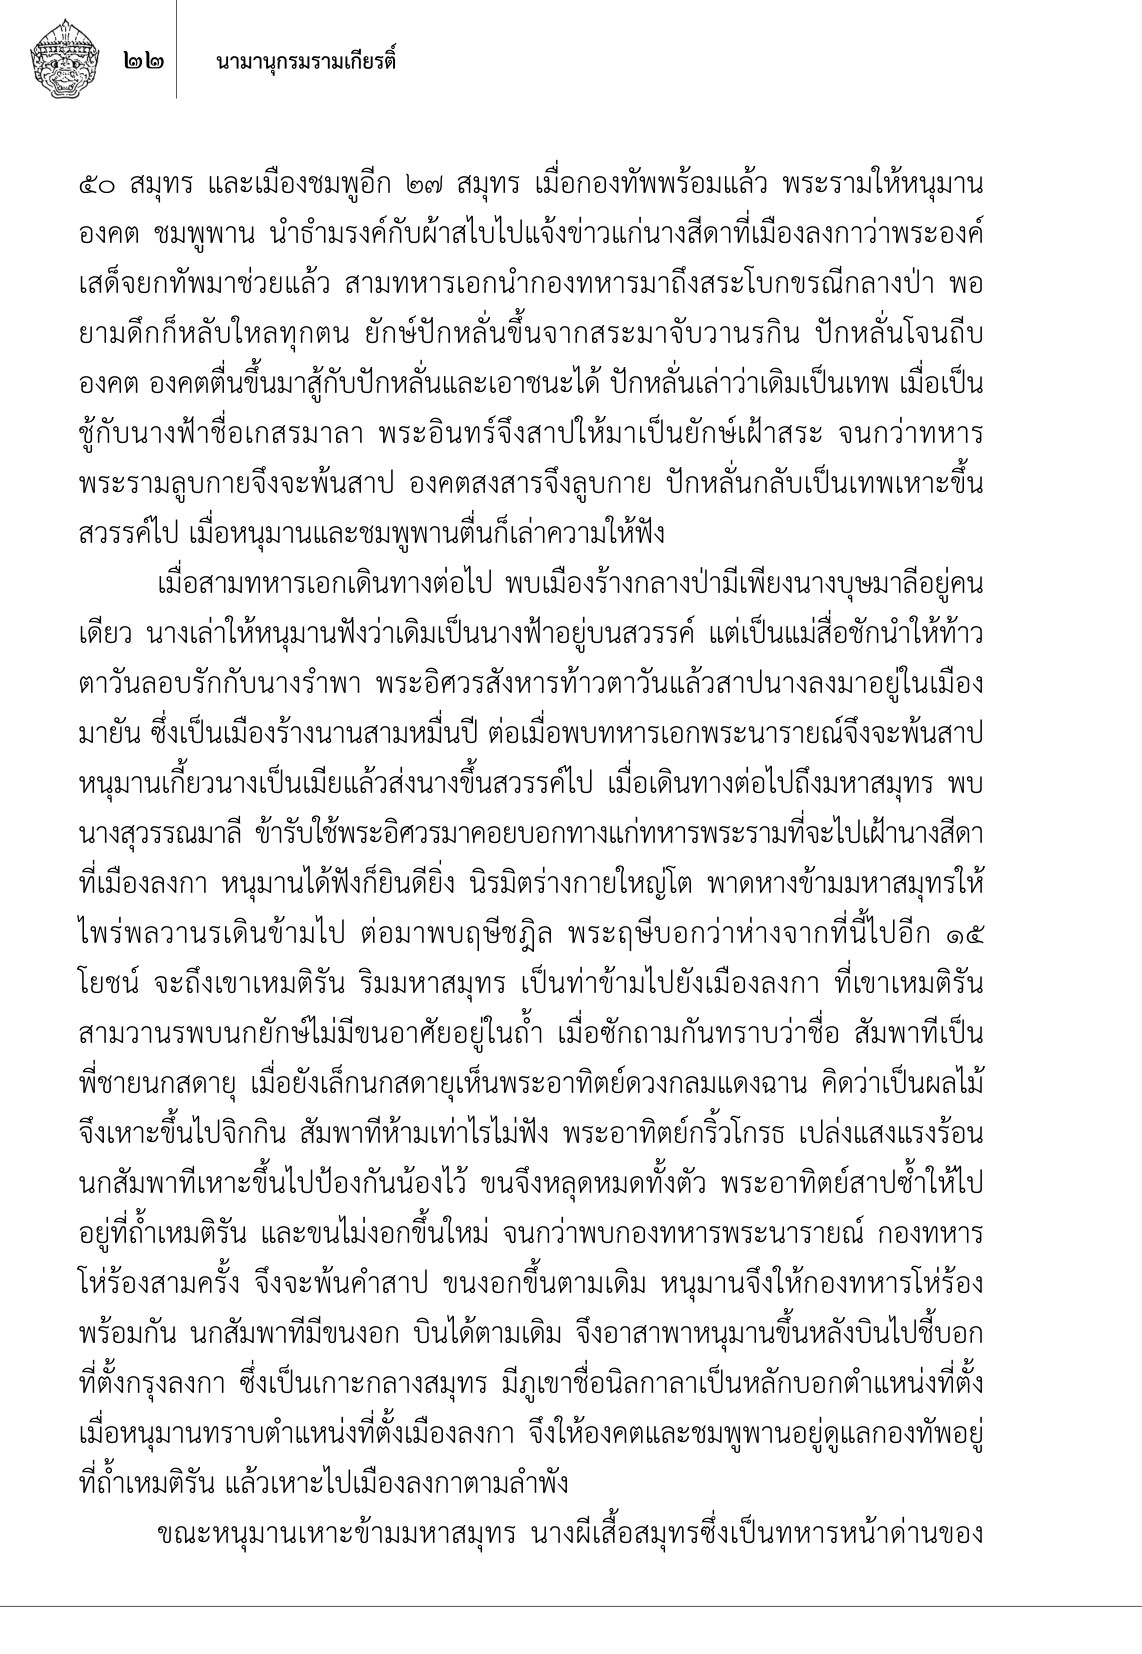 ๒๒ นามานุกรมรามเกียรติ์
๕๐ สมุทร และเมืองชมพูอีก ๒๗ สมุทร เมื่อกองทัพพร้อมแล้ว พระรามให้หนุมาน
องคต ชมพูพาน นำธำมรงค์กับผ้าสไบไปแจ้งข่าวแก่นางสีดาที่เมืองลงกาว่าพระองค์
เสด็จยกทัพมาช่วยแล้ว สามทหารเอกนำกองทหารมาถึงสระโบกขรณีกลางป่า พอ
ยามดึกก็หลับใหลทุกตน ยักษ์ปักหลั่นขึ้นจากสระมาจับวานรกิน ปักหลั่นโจนถีบ
องคต องคตตื่นขึ้นมาสู้กับปักหลั่นและเอาชนะได้ ปักหลั่นเล่าว่าเดิมเป็นเทพ เมื่อเป็น
ชู้กับนางฟ้าชื่อเกสรมาลา พระอินทร์จึงสาปให้มาเป็นยักษ์เฝ้าสระ จนกว่าทหาร
พระรามลูบกายจึงจะพ้นสาป องคตสงสารจึงลูบกาย ปักหลั่นกลับเป็นเทพเหาะขึ้น
สวรรค์ไป เมื่อหนุมานและชมพูพานตื่นก็เล่าความให้ฟัง
เมื่อสามทหารเอกเดินทางต่อไป พบเมืองร้างกลางป่ามีเพียงนางบุษมาลีอยู่คน
เดียว นางเล่าให้หนุมานฟังว่าเดิมเป็นนางฟ้าอยู่บนสวรรค์ แต่เป็นแม่สื่อชักนำให้ท้าว
ตาวันลอบรักกับนางรำพา พระอิศวรสังหารท้าวตาวันแล้วสาปนางลงมาอยู่ในเมือง
มายัน ซึ่งเป็นเมืองร้างนานสามหมื่นปี ต่อเมื่อพบทหารเอกพระนารายณ์จึงจะพ้นสาป
หนุมานเกี้ยวนางเป็นเมียแล้วส่งนางขึ้นสวรรค์ไป เมื่อเดินทางต่อไปถึงมหาสมุทร พบ
นางสุวรรณมาลี ข้ารับใช้พระอิศวรมาคอยบอกทางแก่ทหารพระรามที่จะไปเฝ้านางสีดา
ที่เมืองลงกา หนุมานได้ฟังก็ยินดียิ่ง นิรมิตร่างกายใหญ่โต พาดหางข้ามมหาสมุทรให้
ไพร่พลวานรเดินข้ามไป ต่อมาพบฤษีชฎิล พระฤษีบอกว่าห่างจากที่นี้ไปอีก ๑๕
โยชน์ จะถึงเขาเหมติรัน ริมมหาสมุทร เป็นท่าข้ามไปยังเมืองลงกา ที่เขาเหมติรัน
สามวานรพบนกยักษ์ไม่มีขนอาศัยอยู่ในถ้ำ เมื่อซักถามกันทราบว่าชื่อ สัมพาทีเป็น
พี่ชายนกสดายุ เมื่อยังเล็กนกสดายุเห็นพระอาทิตย์ดวงกลมแดงฉาน คิดว่าเป็นผลไม้
จึงเหาะขึ้นไปจิกกิน สัมพาทีห้ามเท่าไรไม่ฟัง พระอาทิตย์กริ้วโกรธ เปล่งแสงแรงร้อน
นกสัมพาทีเหาะขึ้นไปป้องกันน้องไว้ ขนจึงหลุดหมดทั้งตัว พระอาทิตย์สาปซ้ำให้ไป
อยู่ที่ถ้ำเหมติรัน และขนไม่งอกขึ้นใหม่ จนกว่าพบกองทหารพระนารายณ์ กองทหาร
โห่ร้องสามครั้ง จึงจะพ้นคำสาป ขนงอกขึ้นตามเดิม หนุมานจึงให้กองทหารโห่ร้อง
พร้อมกัน นกสัมพาทีมีขนงอก บินได้ตามเดิม จึงอาสาพาหนุมานขึ้นหลังบินไปชี้บอก
ที่ตั้งกรุงลงกา ซึ่งเป็นเกาะกลางสมุทร มีภูเขาชื่อนิลกาลาเป็นหลักบอกตำแหน่งที่ตั้ง
เมื่อหนุมานทราบตำแหน่งที่ตั้งเมืองลงกา จึงให้องคตและชมพูพานอยู่ดูแลกองทัพอยู่
ที่ถ้ำเหมติรัน แล้วเหาะไปเมืองลงกาตามลำพัง
ขณะหนุมานเหาะข้ามมหาสมุทร นางผีเสื้อสมุทรซึ่งเป็นทหารหน้าด่านของ